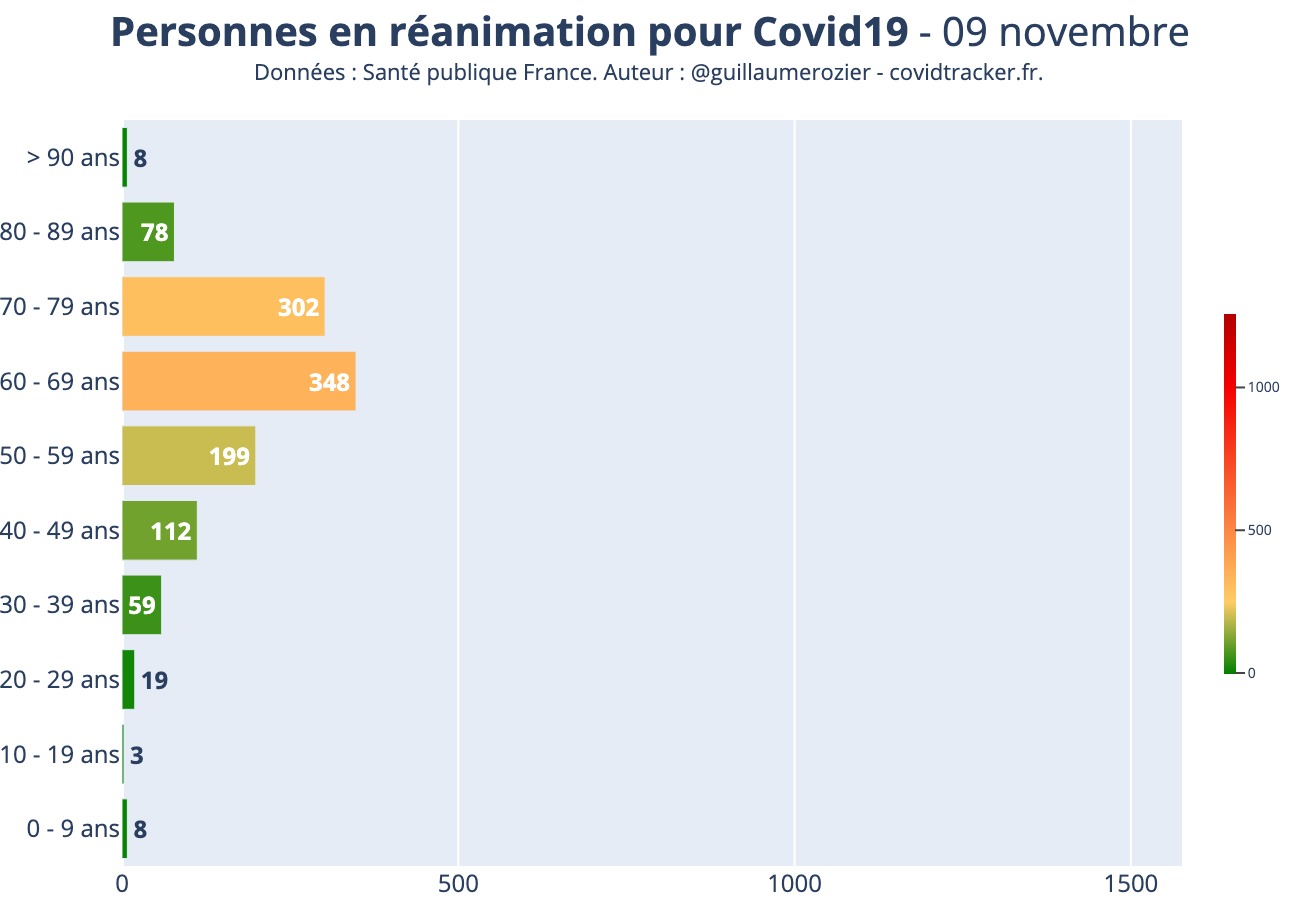 Personnes en réanimation pour Covid19 - 09 novembre
Données : Santé publique France. Auteur : @guillaumerozier - covidtracker.fr.
> 90 ans 8
80 - 89 ans 78
70 - 79 ans 302
60 - 69 ans 348
50 - 59 ans 199
40 - 49 ans 112
30 - 39 ans 59
20 - 29 ans 19
10 - 19 ans 3
0 - 9 ans 8
0 500 1000 1500
1000
500
0